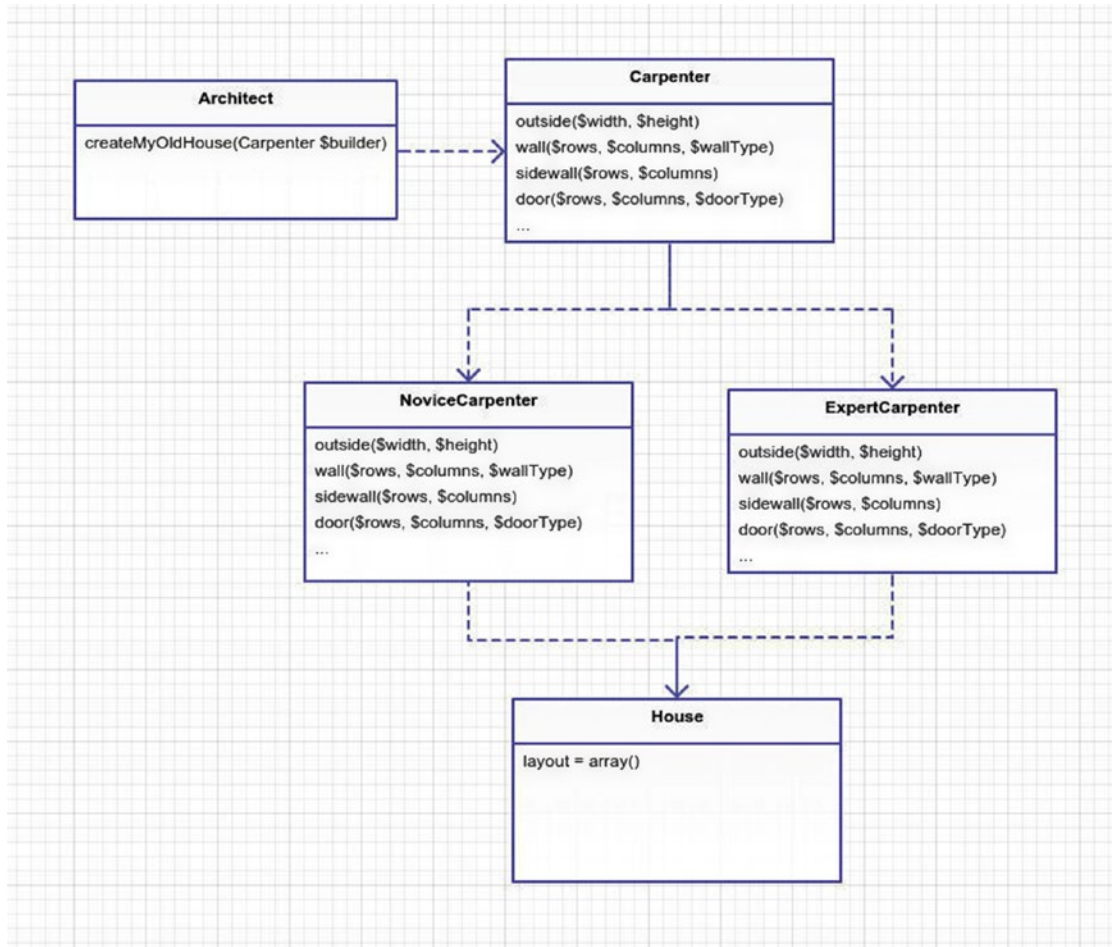 Architect
createMyOldHouse(Carpenter $builder)
Carpenter
outside($width, $height)
wall($rows, $columns, $wallType)
sidewall($rows, $columns)
door($rows, $columns, $doorType)
...
NoviceCarpenter
outside($width, $height)
wall($rows, $columns, $wallType)
sidewall($rows, $columns)
door($rows, $columns, $doorType)
...
ExpertCarpenter
outside($width, $height)
wall($rows, $columns, $wallType)
sidewall($rows, $columns)
door($rows, $columns, $doorType)
...
House
layout = array()